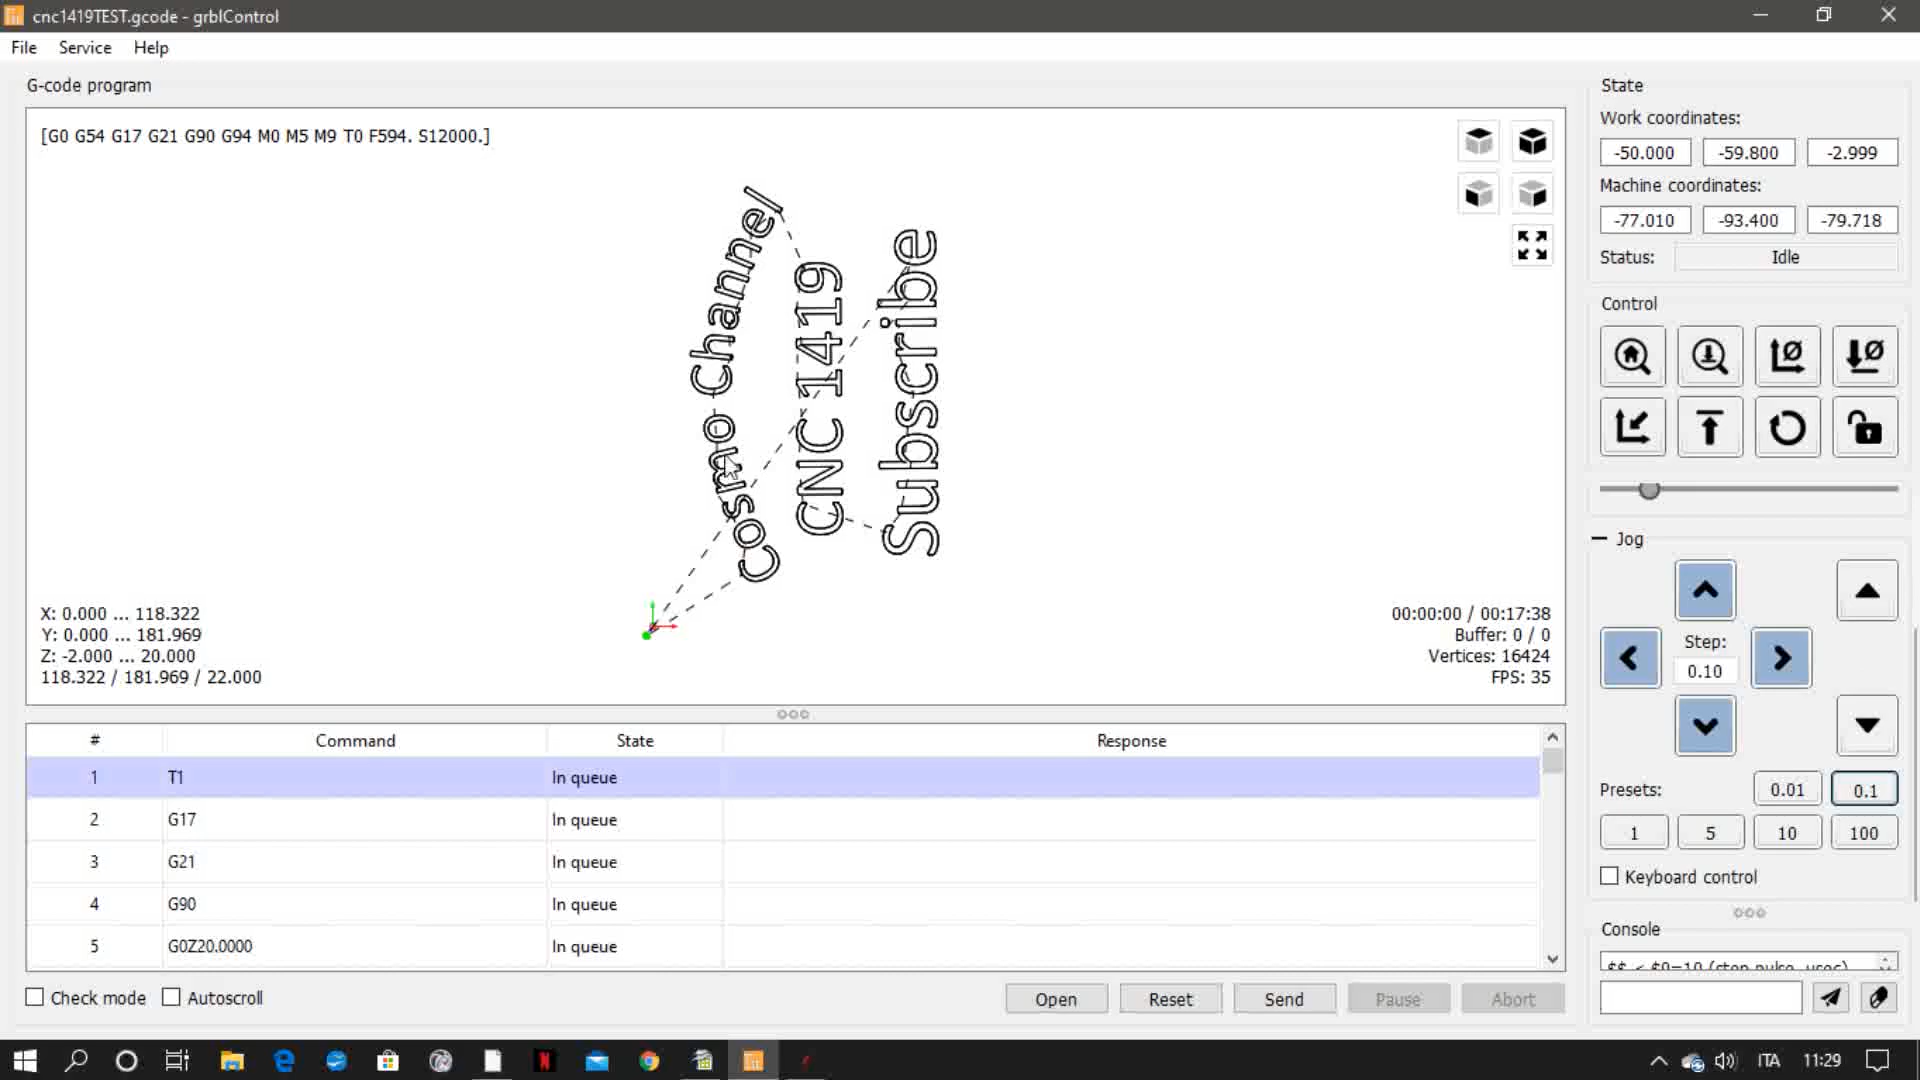 cnc1419TEST.gcode - grblControl
File Service Help
G-code program
[G0 G54 G17 G21 G90 G94 M0 M5 M9 T0 F594. S12000.]
Cosmo Channel
CNC 1419
Subscribe
X: 0.000 ... 118.322
Y: 0.000 ... 181.969
Z: -2.000 ... 20.000
118.322 / 181.969 / 22.000
00:00:00 / 00:17:38
Buffer: 0 / 0
Vertices: 16424
FPS: 35
# Command State Response
1 T1 In queue
2 G17 In queue
3 G21 In queue
4 G90 In queue
5 G0Z20.0000 In queue
Check mode Autoscroll Open Reset Send Pause Abort
State
Work coordinates:
-50.000 -59.800 -2.999
Machine coordinates:
-77.010 -93.400 -79.718
Status: Idle
Control
Jog
Step:
0.10
Presets: 0.01 0.1
1 5 10 100
Keyboard control
Console
$$ < $0=10 (step pulse, usec)
ITA 11:29